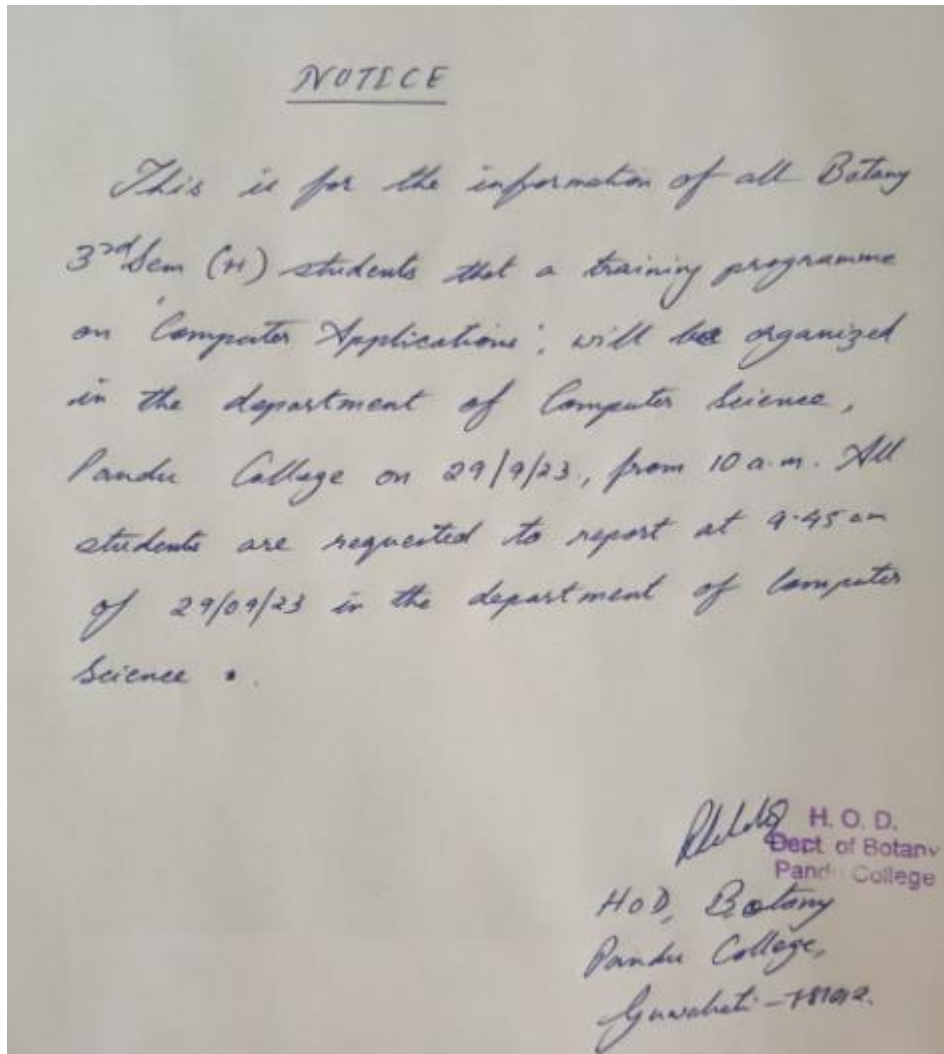 NOTICE
This is for the information of all Botany
3rd Sem (H) students that a training programme
on 'Computer Applications', will be organized
in the department of Computer Science,
Pandu College on 29/9/23, from 10 a.m. All
students are requested to report at 9.45 am
of 29/09/23 in the department of Computer
Science.
H. O. D.
Dept. of Botany
Pandu College
HoD, Botany
Pandu College,
Guwahati - 781012.